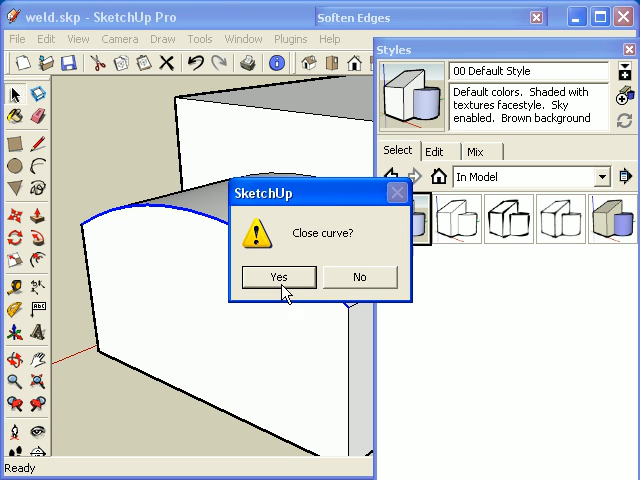 weld.skp - SketchUp Pro
Soften Edges
File Edit View Camera Draw Tools Window Plugins Help
Styles
00 Default Style
Default colors. Shaded with
textures facestyle. Sky
enabled. Brown background
Select Edit Mix
In Model
SketchUp
Close curve?
Yes No
ABC
Ready